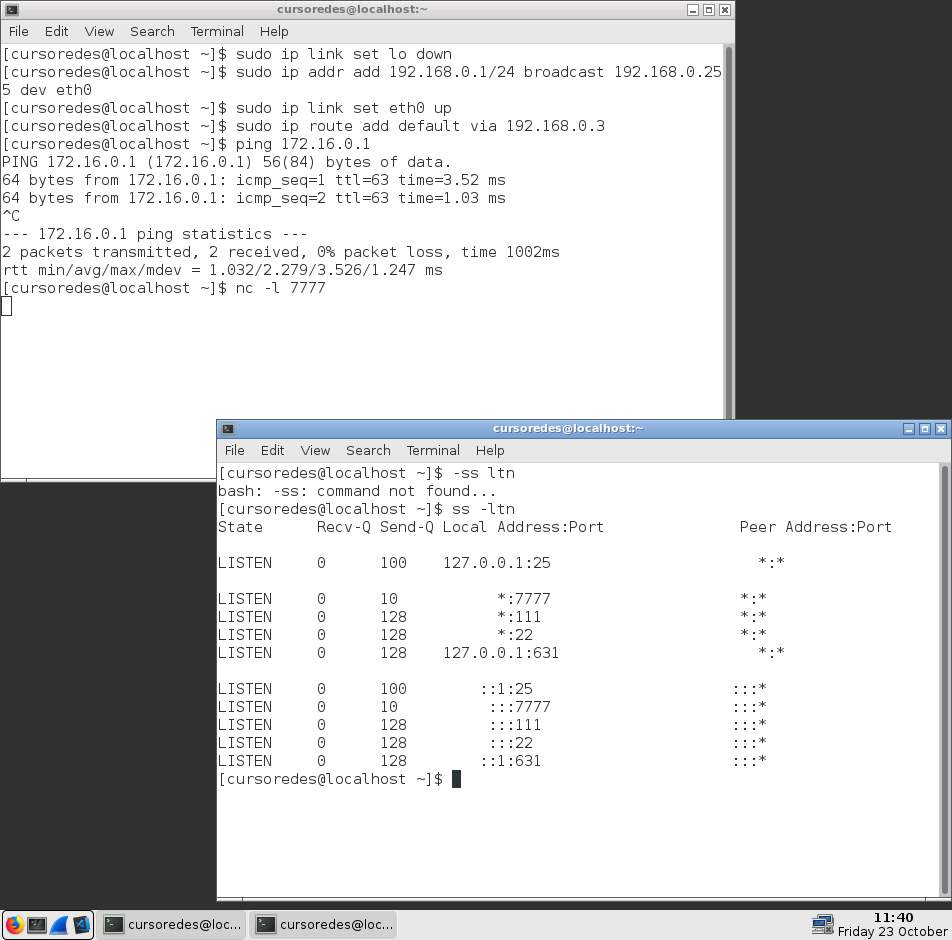 cursoredes@localhost:~
File Edit View Search Terminal Help
[cursoredes@localhost ~]$ sudo ip link set lo down
[cursoredes@localhost ~]$ sudo ip addr add 192.168.0.1/24 broadcast 192.168.0.25
5 dev eth0
[cursoredes@localhost ~]$ sudo ip link set eth0 up
[cursoredes@localhost ~]$ sudo ip route add default via 192.168.0.3
[cursoredes@localhost ~]$ ping 172.16.0.1
PING 172.16.0.1 (172.16.0.1) 56(84) bytes of data.
64 bytes from 172.16.0.1: icmp_seq=1 ttl=63 time=3.52 ms
64 bytes from 172.16.0.1: icmp_seq=2 ttl=63 time=1.03 ms
^C
--- 172.16.0.1 ping statistics ---
2 packets transmitted, 2 received, 0% packet loss, time 1002ms
rtt min/avg/max/mdev = 1.032/2.279/3.526/1.247 ms
[cursoredes@localhost ~]$ nc -l 7777
cursoredes@localhost:~
File Edit View Search Terminal Help
[cursoredes@localhost ~]$ -ss ltn
bash: -ss: command not found...
[cursoredes@localhost ~]$ ss -ltn
State Recv-Q Send-Q Local Address:Port Peer Address:Port
LISTEN 0 100 127.0.0.1:25 *:*
LISTEN 0 10 *:7777 *:*
LISTEN 0 128 *:111 *:*
LISTEN 0 128 *:22 *:*
LISTEN 0 128 127.0.0.1:631 *:*
LISTEN 0 100 ::1:25 :::*
LISTEN 0 10 :::7777 :::*
LISTEN 0 128 :::111 :::*
LISTEN 0 128 :::22 :::*
LISTEN 0 128 ::1:631 :::*
[cursoredes@localhost ~]$
cursoredes@loc...
cursoredes@loc...
11:40
Friday 23 October